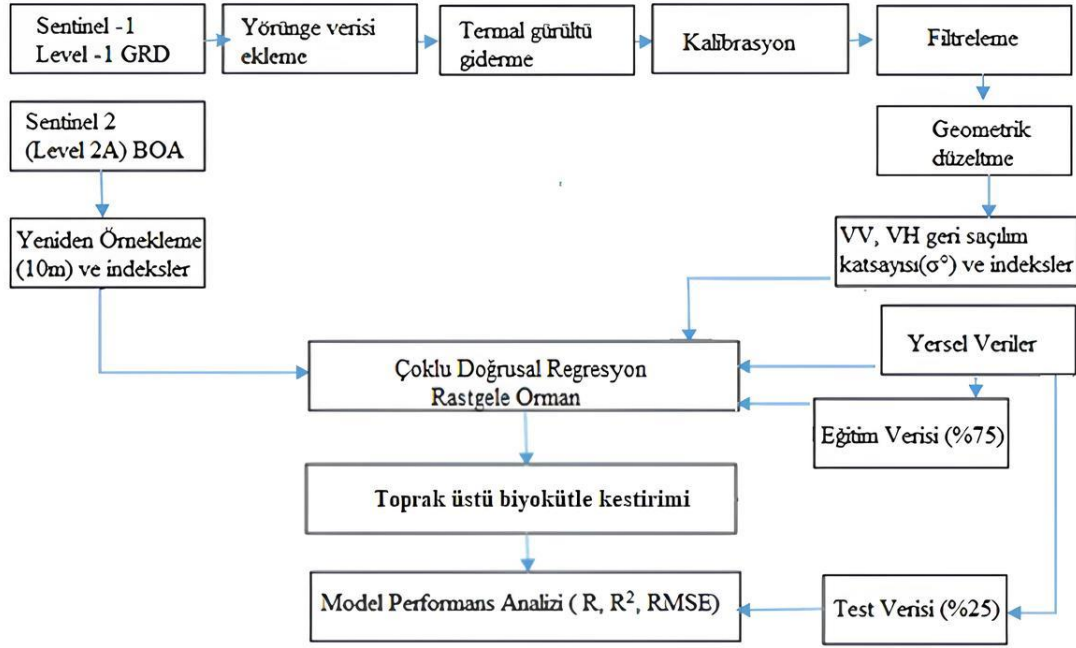 Sentinel -1
Level -1 GRD
Yörünge verisi
ekleme
Termal gürültü
giderme
Kalibrasyon
Filtreleme
Sentinel 2
(Level 2A) BOA
Geometrik
düzeltme
Yeniden Örnekleme
(10m) ve indeksler
VV, VH geri saçılım
katsayısı(σ°) ve indeksler
Yersel Veriler
Çoklu Doğrusal Regresyon
Rastgele Orman
Eğitim Verisi (%75)
Toprak üstü biyokütle kestirimi
Model Performans Analizi ( R, R², RMSE)
Test Verisi (%25)